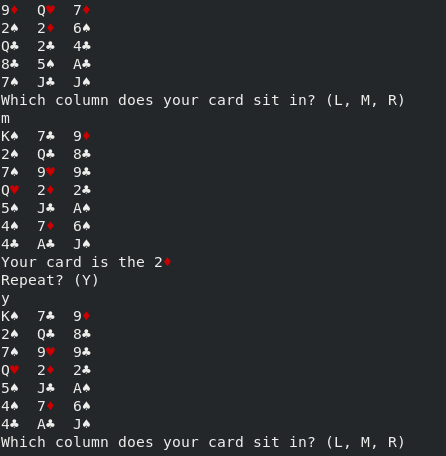 9♦ Q♥ 7♦
2♠ 2♦ 6♠
Q♣ 2♣ 4♣
8♣ 5♠ A♣
7♠ J♣ J♠
Which column does your card sit in? (L, M, R)
m
K♠ 7♣ 9♦
2♠ Q♣ 8♣
7♠ 9♥ 9♣
Q♥ 2♦ 2♣
5♠ J♣ A♠
4♠ 7♦ 6♠
4♣ A♣ J♠
Your card is the 2♦
Repeat? (Y)
y
K♠ 7♣ 9♦
2♠ Q♣ 8♣
7♠ 9♥ 9♣
Q♥ 2♦ 2♣
5♠ J♣ A♠
4♠ 7♦ 6♠
4♣ A♣ J♠
Which column does your card sit in? (L, M, R)